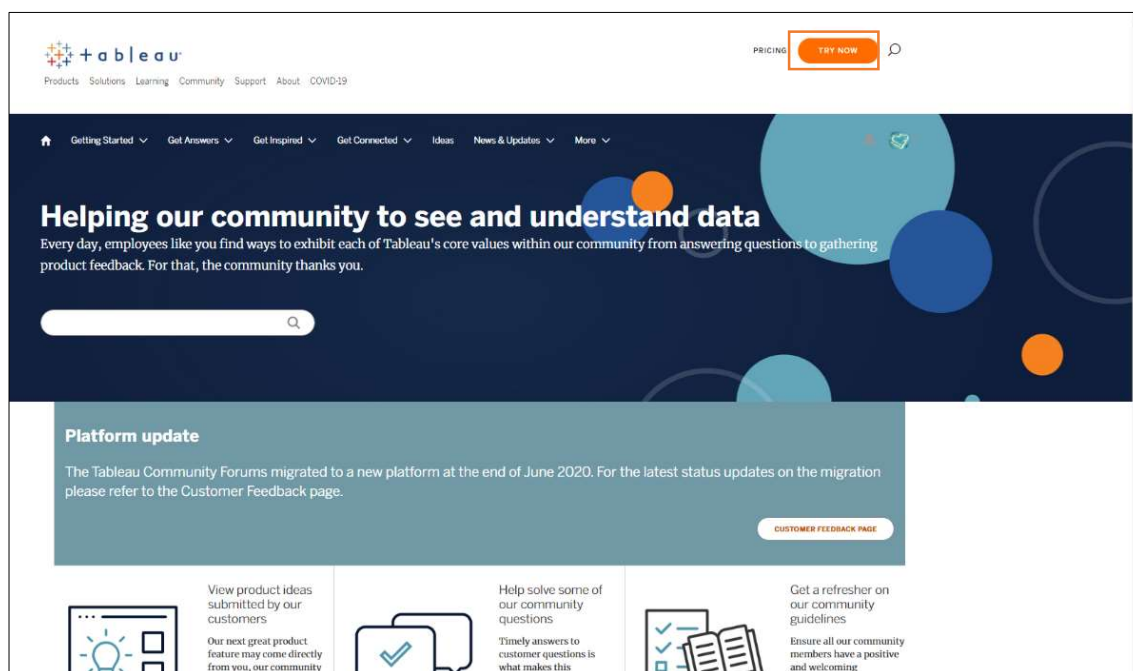 tableau
PRICING
TRY NOW
Products Solutions Learning Community Support About COVID-19
Getting Started Get Answers Get Inspired Get Connected Ideas News & Updates More
Helping our community to see and understand data
Every day, employees like you find ways to exhibit each of Tableau's core values within our community from answering questions to gathering
product feedback. For that, the community thanks you.
Platform update
The Tableau Community Forums migrated to a new platform at the end of June 2020. For the latest status updates on the migration
please refer to the Customer Feedback page.
CUSTOMER FEEDBACK PAGE
View product ideas
submitted by our
customers
Our next great product
feature may come directly
from you, our community
Help solve some of
our community
questions
Timely answers to
customer questions is
what makes this
Get a refresher on
our community
guidelines
Ensure all our community
members have a positive
and welcoming